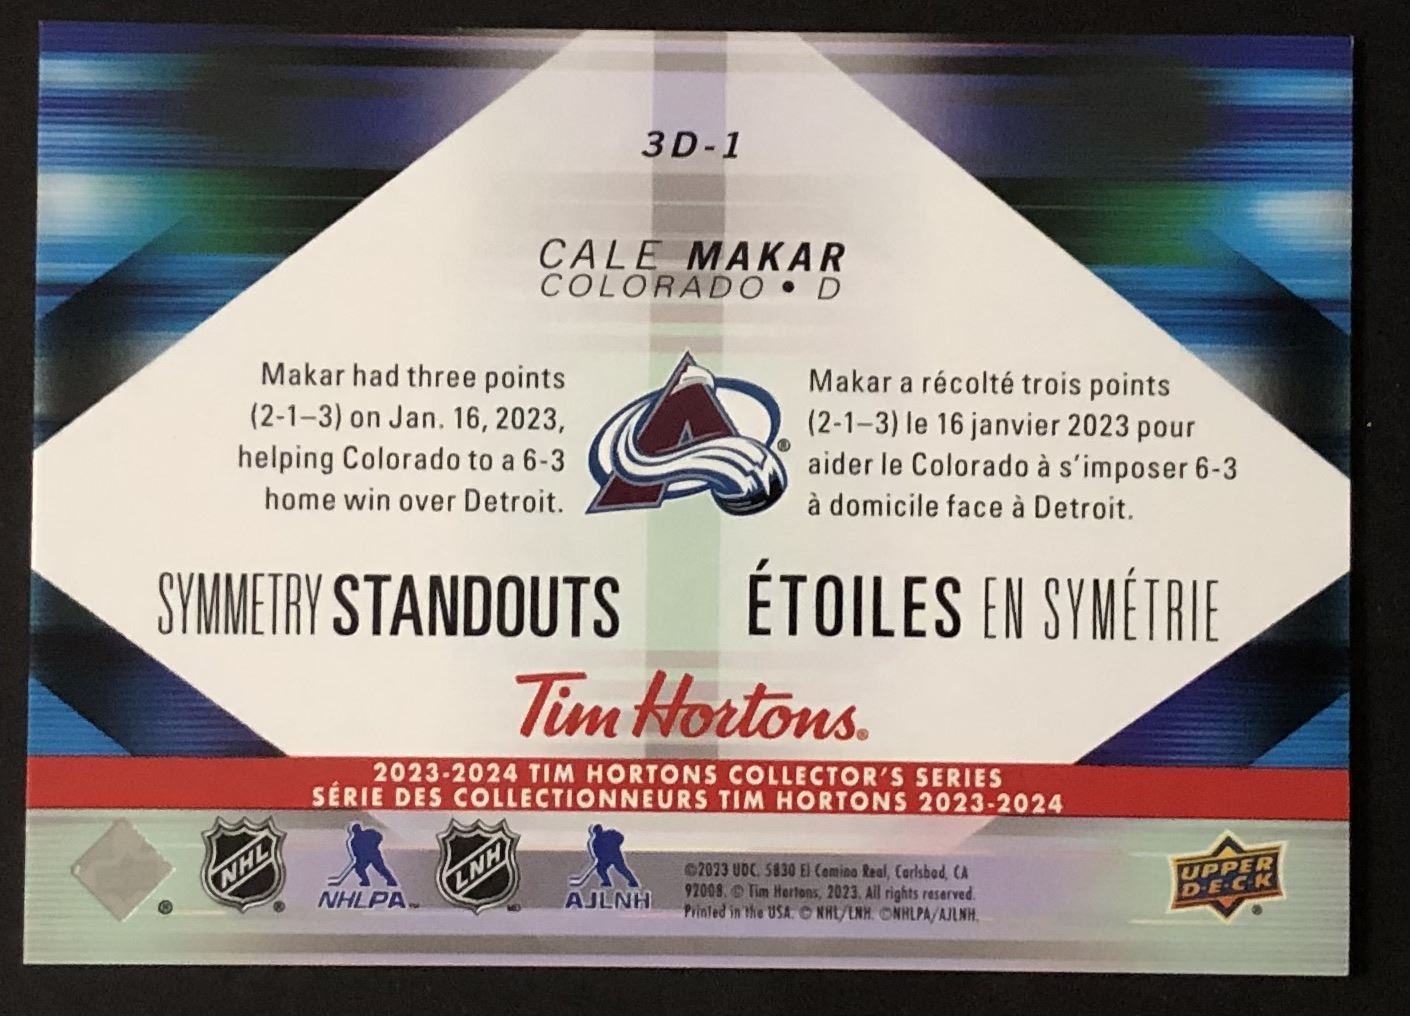 3D-1
CALE MAKAR
COLORADO • D
Makar had three points
(2-1–3) on Jan. 16, 2023,
helping Colorado to a 6-3
home win over Detroit.
®
Makar a récolté trois points
(2-1–3) le 16 janvier 2023 pour
aider le Colorado à s'imposer 6-3
à domicile face à Detroit.
SYMMETRY STANDOUTS
ÉTOILES EN SYMÉTRIE
Tim Hortons®
2023-2024 TIM HORTONS COLLECTOR'S SERIES
SÉRIE DES COLLECTIONNEURS TIM HORTONS 2023-2024
®
NHL®
NHLPA™
LNH MD
AJLNH
©2023 UDC. 5830 El Camino Real, Carlsbad, CA
92008. © Tim Hortons, 2023. All rights reserved.
Printed in the USA. © NHL/LNH. ©NHLPA/AJLNH.
UPPER
DECK®